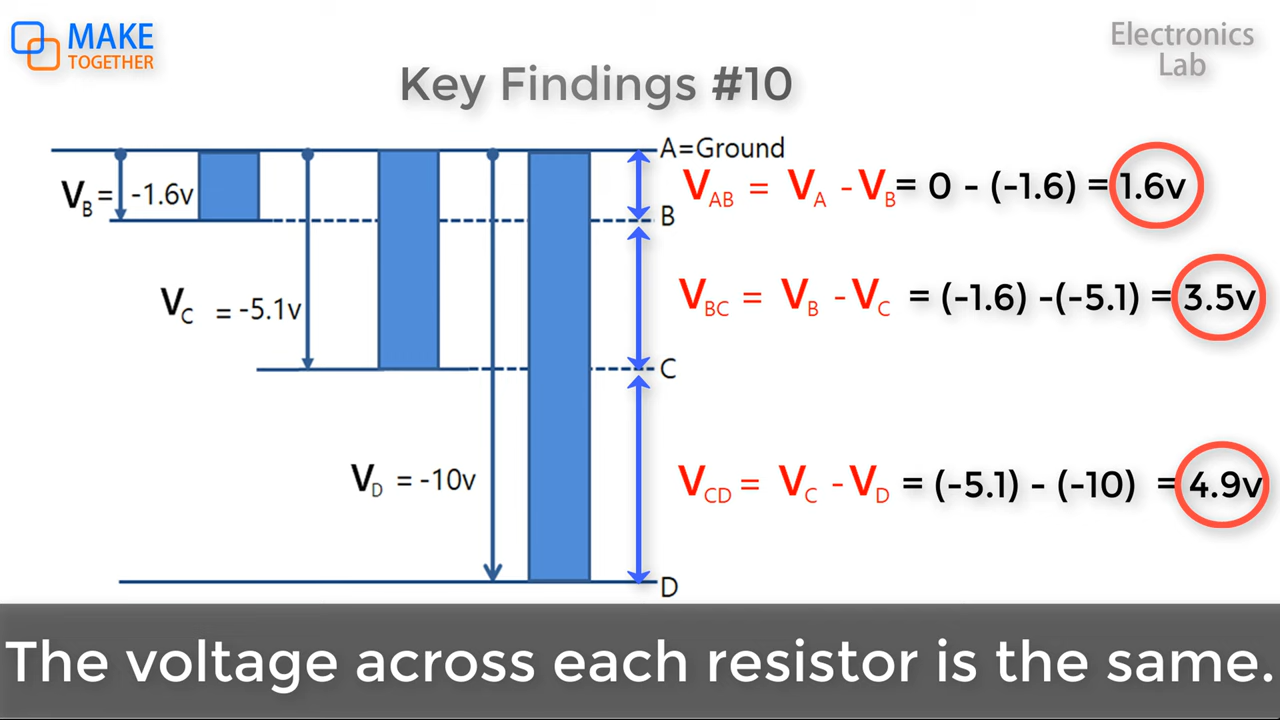 MAKE
TOGETHER
Electronics
Lab
Key Findings #10
A=Ground
VB = -1.6v
VAB = VA - VB = 0 - (-1.6) = 1.6v
B
VC = -5.1v
VBC = VB - VC = (-1.6) -(-5.1) = 3.5v
C
VD = -10v
VCD = VC - VD = (-5.1) - (-10) = 4.9v
D
The voltage across each resistor is the same.